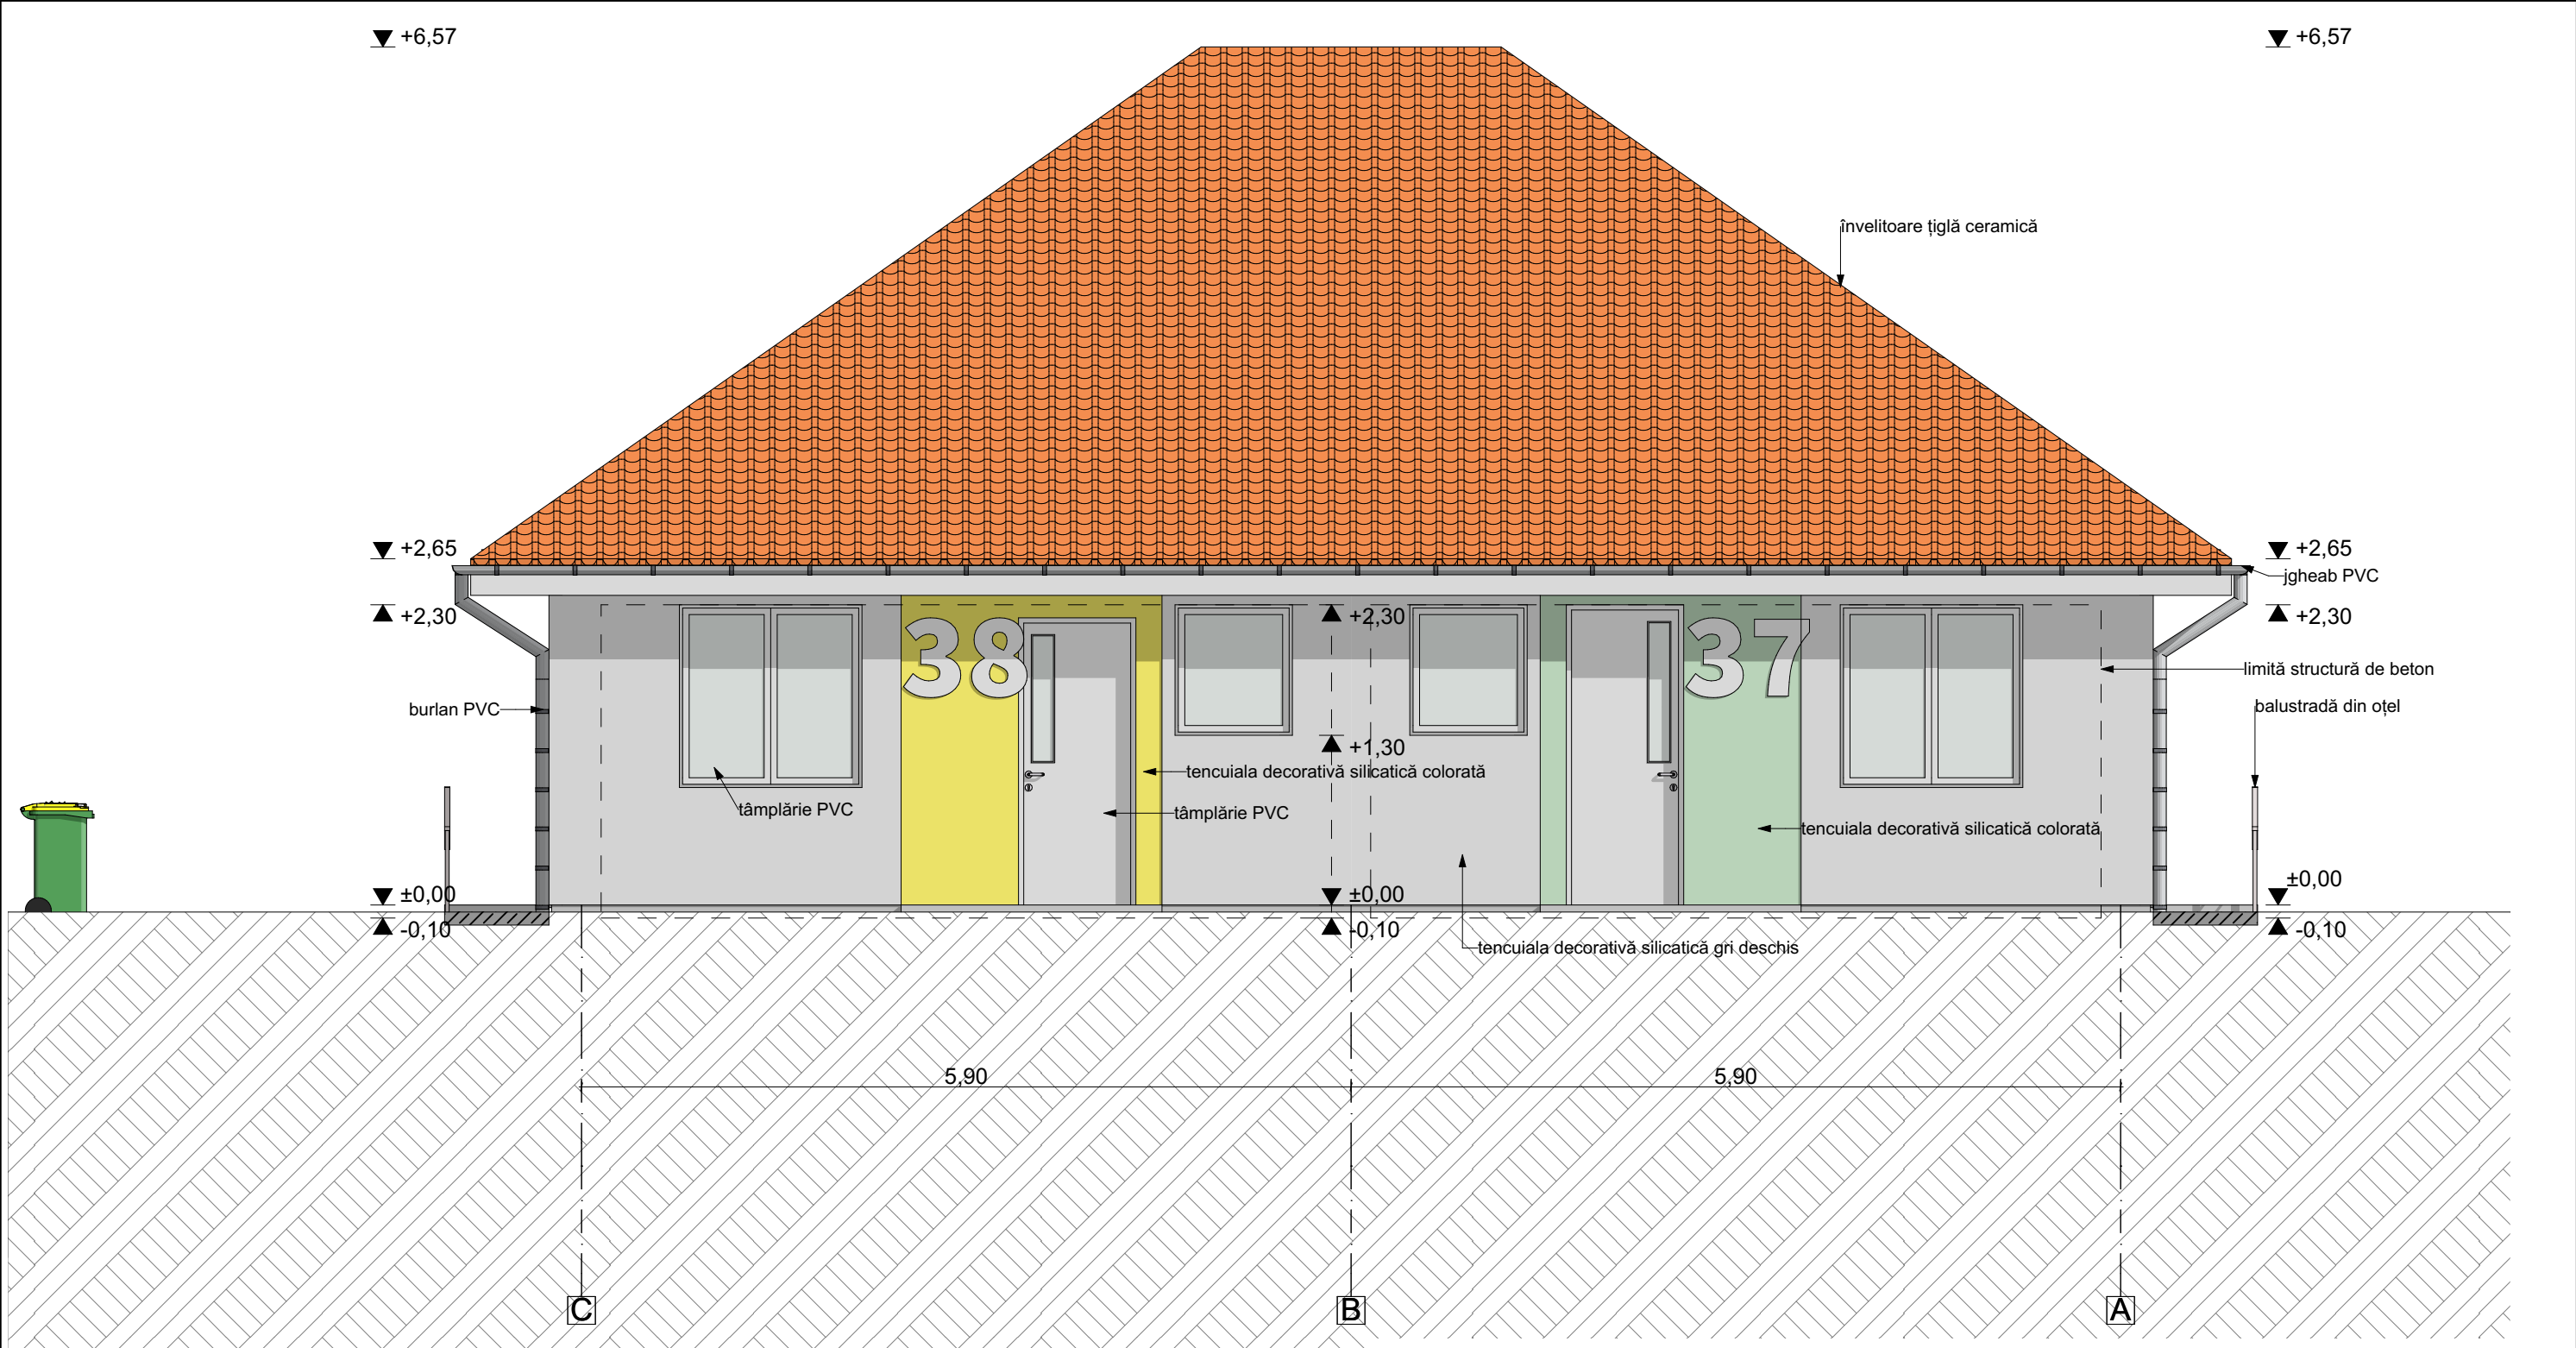 +6,57
+6,57
învelitoare țiglă ceramică
+2,65
+2,65
jgheab PVC
+2,30
+2,30
+2,30
38
37
limită structură de beton
burlan PVC
balustradă din oțel
+1,30
tencuiala decorativă silicatică colorată
tâmplărie PVC
tâmplărie PVC
tencuiala decorativă silicatică colorată
±0,00
±0,00
±0,00
-0,10
-0,10
-0,10
tencuiala decorativă silicatică gri deschis
5,90
5,90
C
B
A